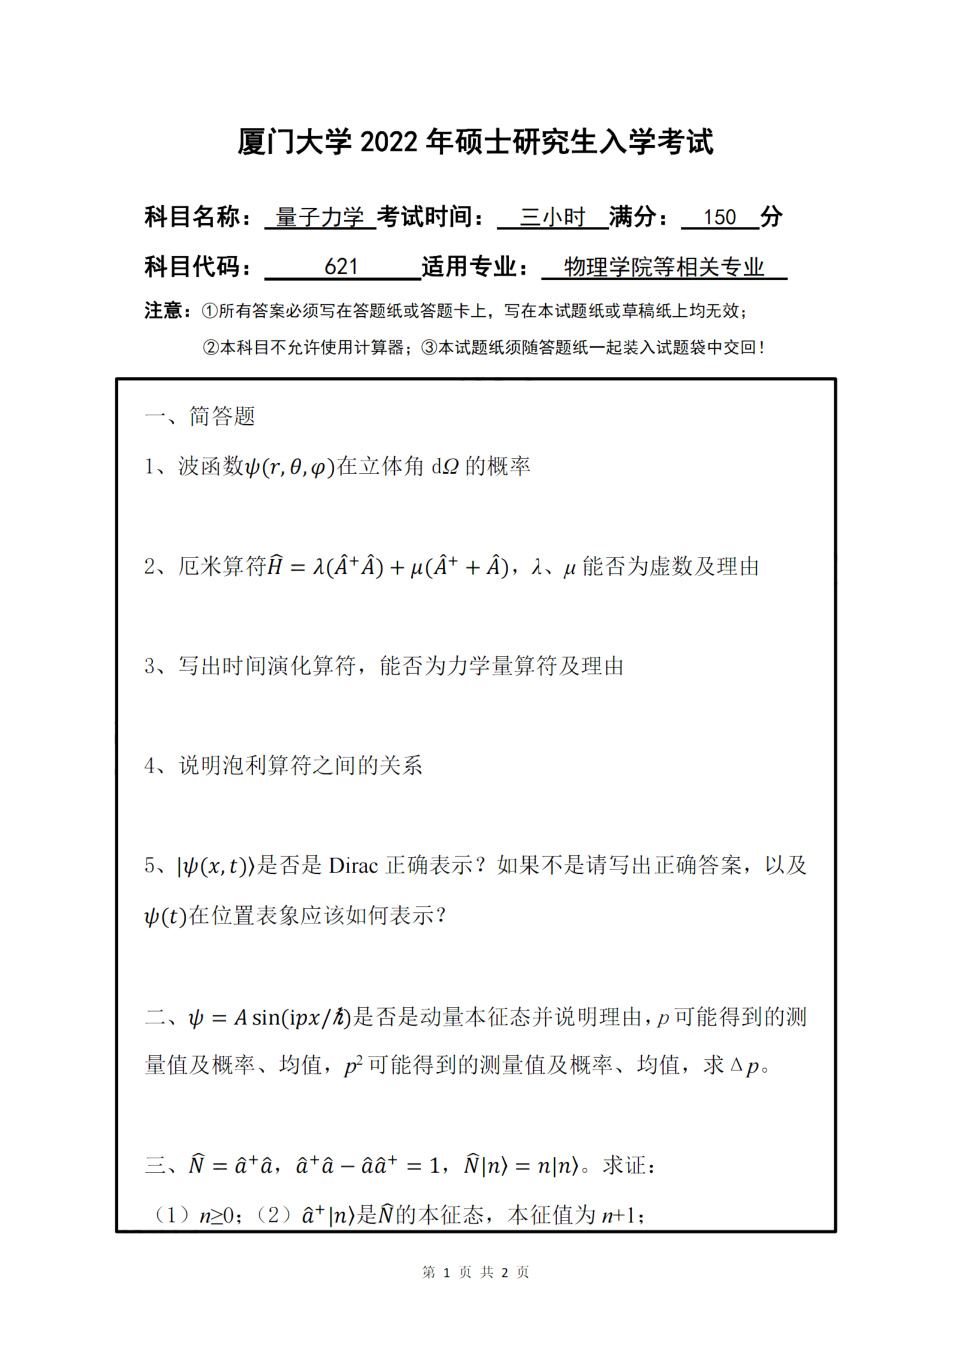 厦门大学 2022 年硕士研究生入学考试
科目名称： 量子力学 考试时间： 三小时 满分： 150 分
科目代码： 621 适用专业： 物理学院等相关专业
注意：①所有答案必须写在答题纸或答题卡上，写在本试题纸或草稿纸上均无效；
②本科目不允许使用计算器；③本试题纸须随答题纸一起装入试题袋中交回！
一、简答题
1、波函数ψ(r,θ,φ)在立体角 dΩ 的概率
2、厄米算符Ĥ = λ(Â⁺Â) + μ(Â⁺ + Â)，λ、μ 能否为虚数及理由
3、写出时间演化算符，能否为力学量算符及理由
4、说明泡利算符之间的关系
5、|ψ(x,t)⟩是否是 Dirac 正确表示？如果不是请写出正确答案，以及
ψ(t)在位置表象应该如何表示？
二、ψ = A sin(ipx/ℏ)是否是动量本征态并说明理由，p 可能得到的测
量值及概率、均值，p² 可能得到的测量值及概率、均值，求 Δp。
三、N̂ = â⁺â，â⁺â − ââ⁺ = 1，N̂|n⟩ = n|n⟩。求证：
（1）n≥0；（2）â⁺|n⟩是N̂的本征态，本征值为 n+1；
第 1 页 共 2 页